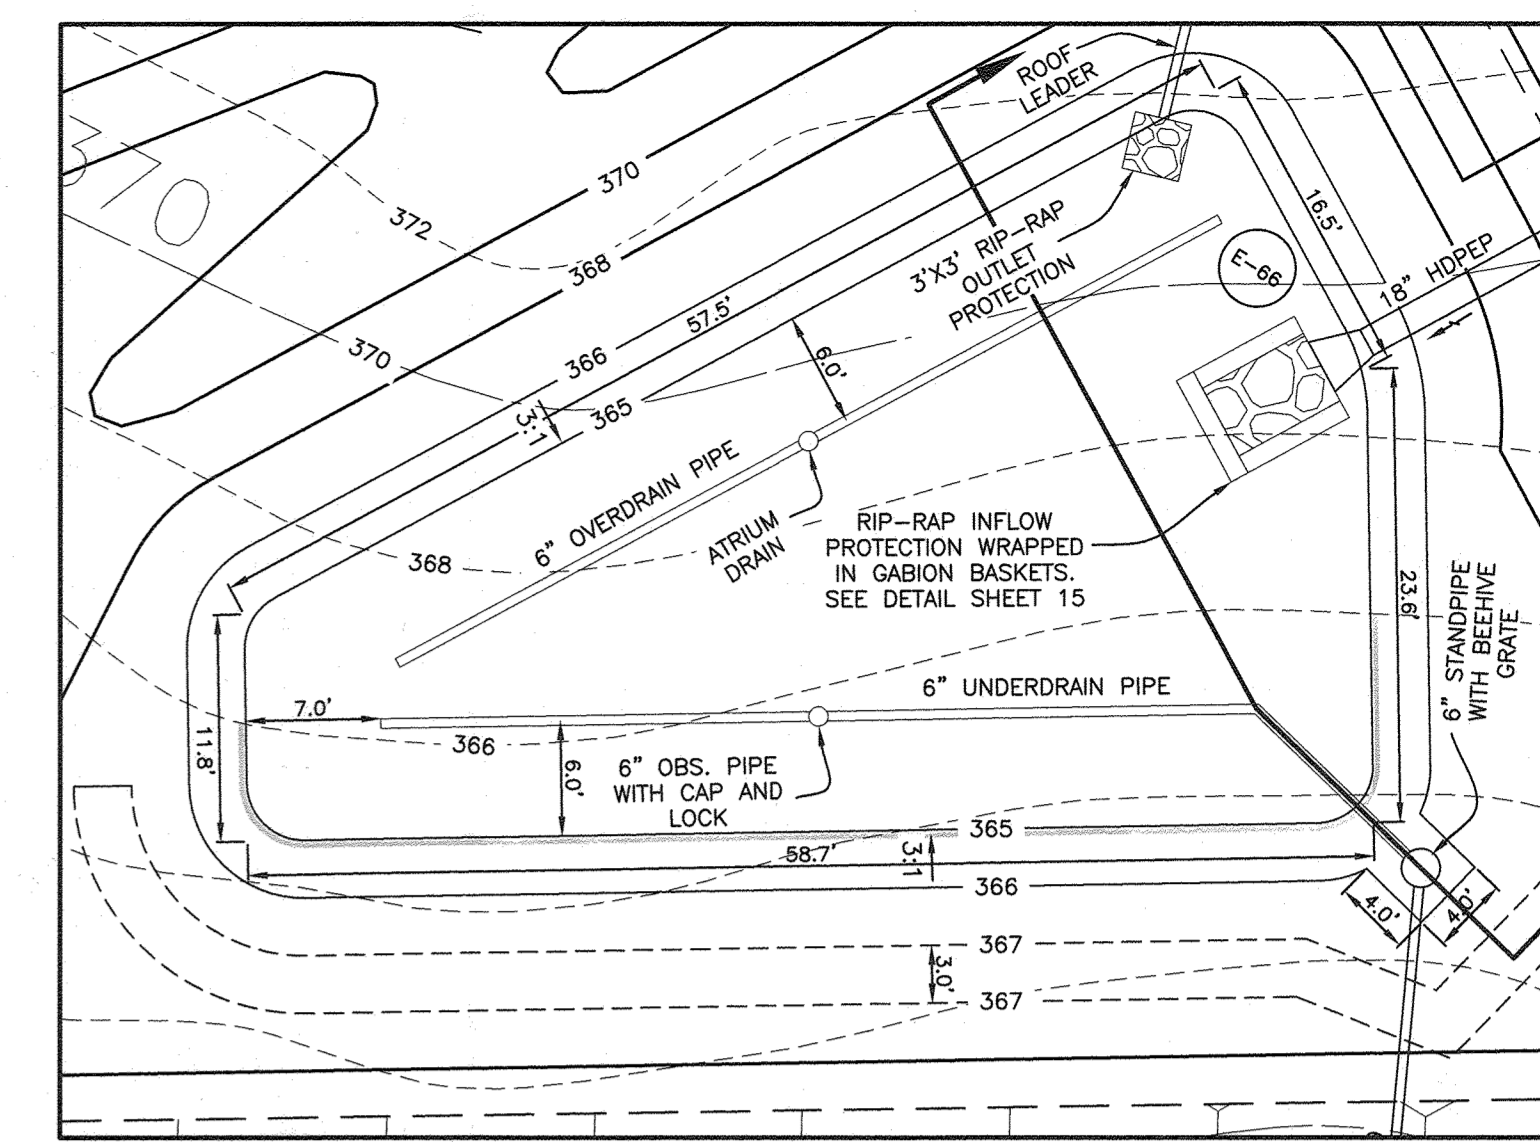 ROOF
LEADER
370
372
368
16.5'
3'X3' RIP-RAP
OUTLET
PROTECTION
E-66
18" HDPEP
57.5'
370
366
6.0'
365
3:1
6" OVERDRAIN PIPE
ATRIUM
DRAIN
368
RIP-RAP INFLOW
PROTECTION WRAPPED
IN GABION BASKETS.
SEE DETAIL SHEET 15
23.6'
6" STANDPIPE
WITH BEEHIVE
GRATE
6" UNDERDRAIN PIPE
7.0'
366
11.8'
6.0'
6" OBS. PIPE
WITH CAP AND
LOCK
365
58.7'
3:1
366
4.0'
4.0'
367
3.0'
367